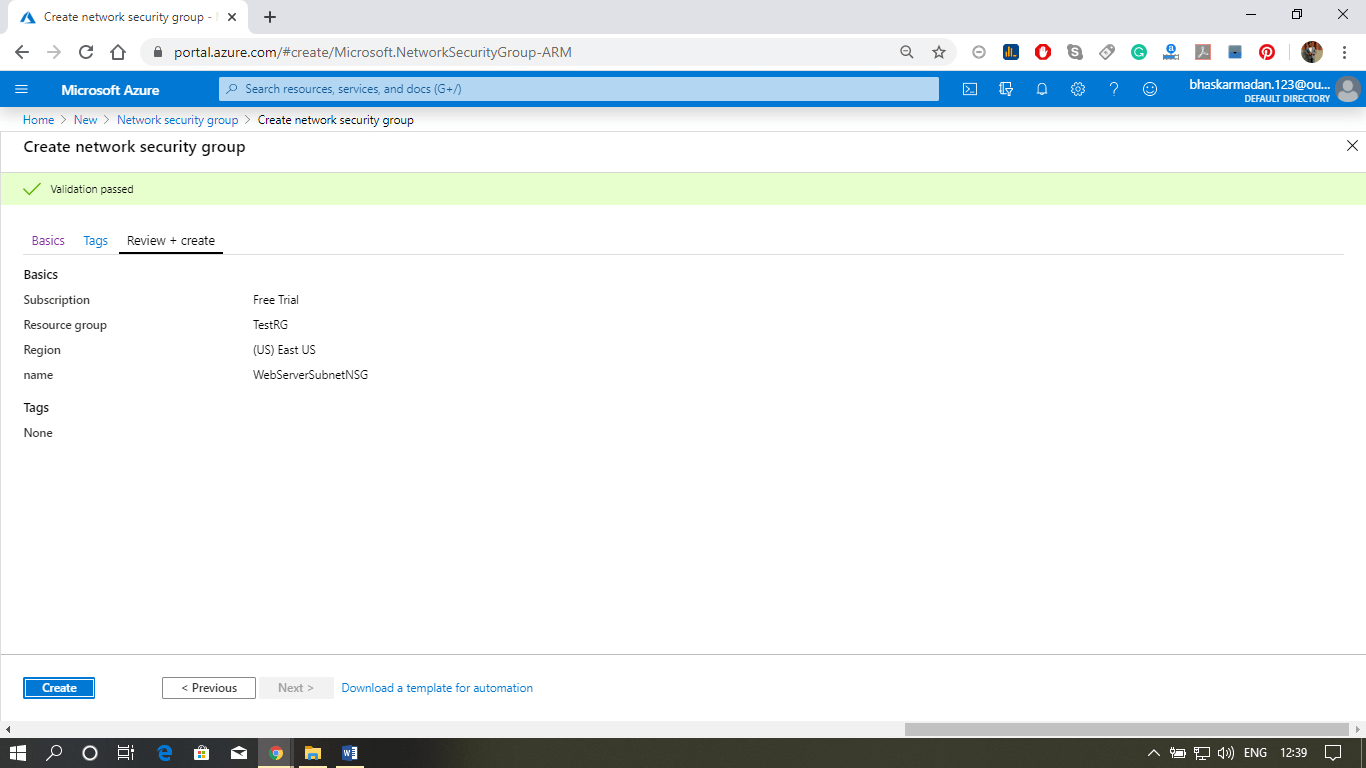 Create network security group -
portal.azure.com/#create/Microsoft.NetworkSecurityGroup-ARM
Microsoft Azure
Search resources, services, and docs (G+/)
bhaskarmadan.123@ou...
DEFAULT DIRECTORY
Home > New > Network security group > Create network security group
Create network security group
Validation passed
Basics Tags Review + create
Basics
Subscription Free Trial
Resource group TestRG
Region (US) East US
name WebServerSubnetNSG
Tags
None
Create < Previous Next > Download a template for automation
ENG 12:39